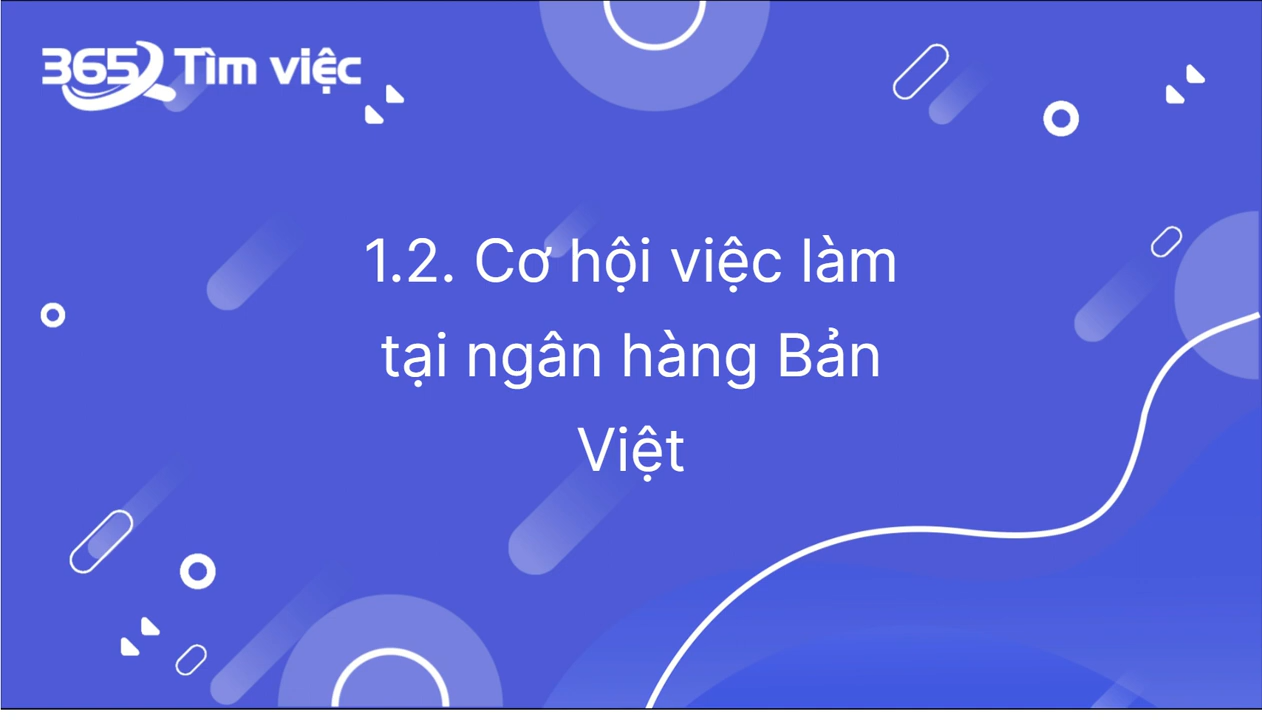 365 Tìm việc
1.2. Cơ hội việc làm
tại ngân hàng Bản
Việt